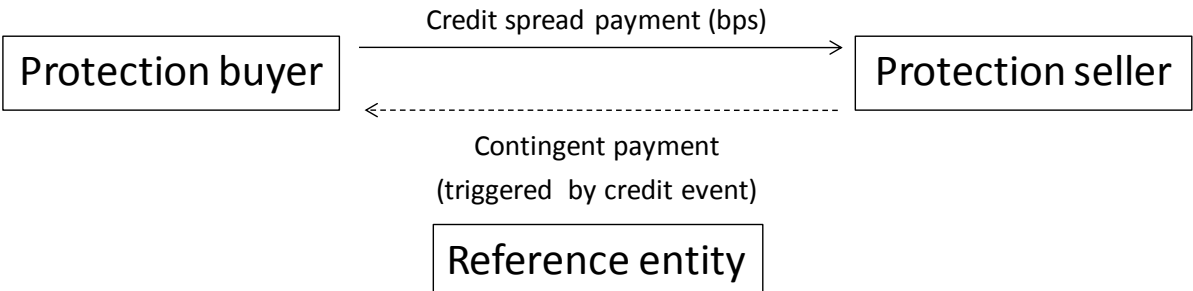 Credit spread payment (bps)
Protection buyer
Protection seller
Contingent payment
(triggered by credit event)
Reference entity